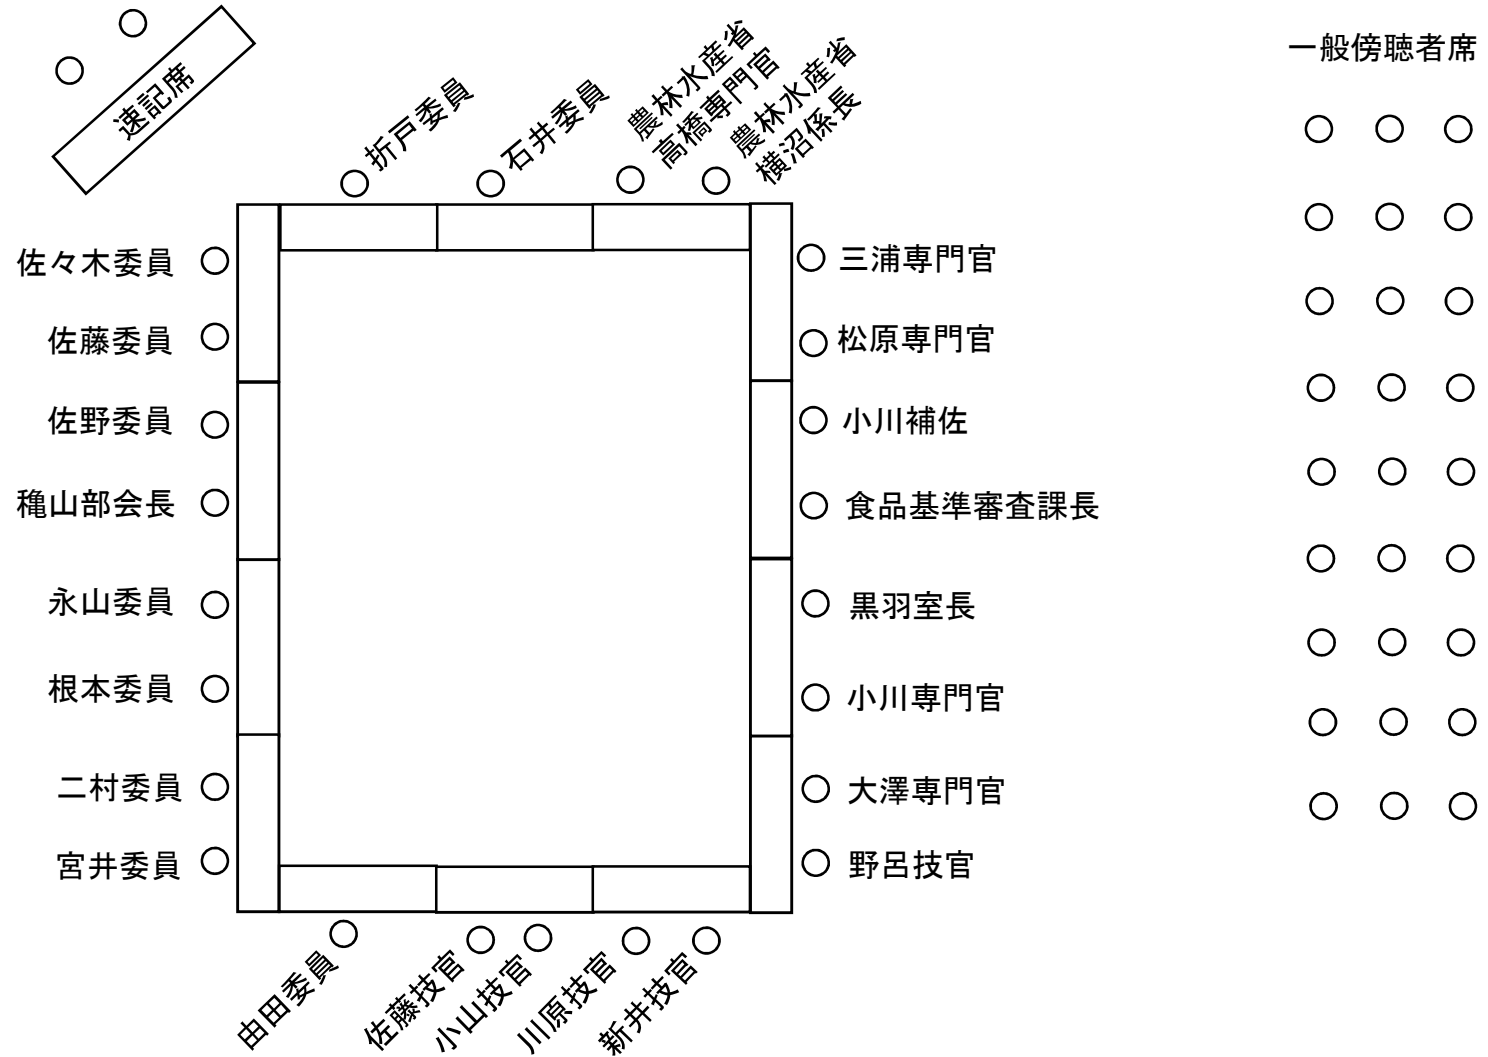 速記席
一般傍聴者席
折戸委員
石井委員
農林水産省
高橋専門官
農林水産省
横沼係長
佐々木委員
佐藤委員
佐野委員
穐山部会長
永山委員
根本委員
二村委員
宮井委員
三浦専門官
松原専門官
小川補佐
食品基準審査課長
黒羽室長
小川専門官
大澤専門官
野呂技官
由田委員
佐藤技官
小山技官
川原技官
新井技官